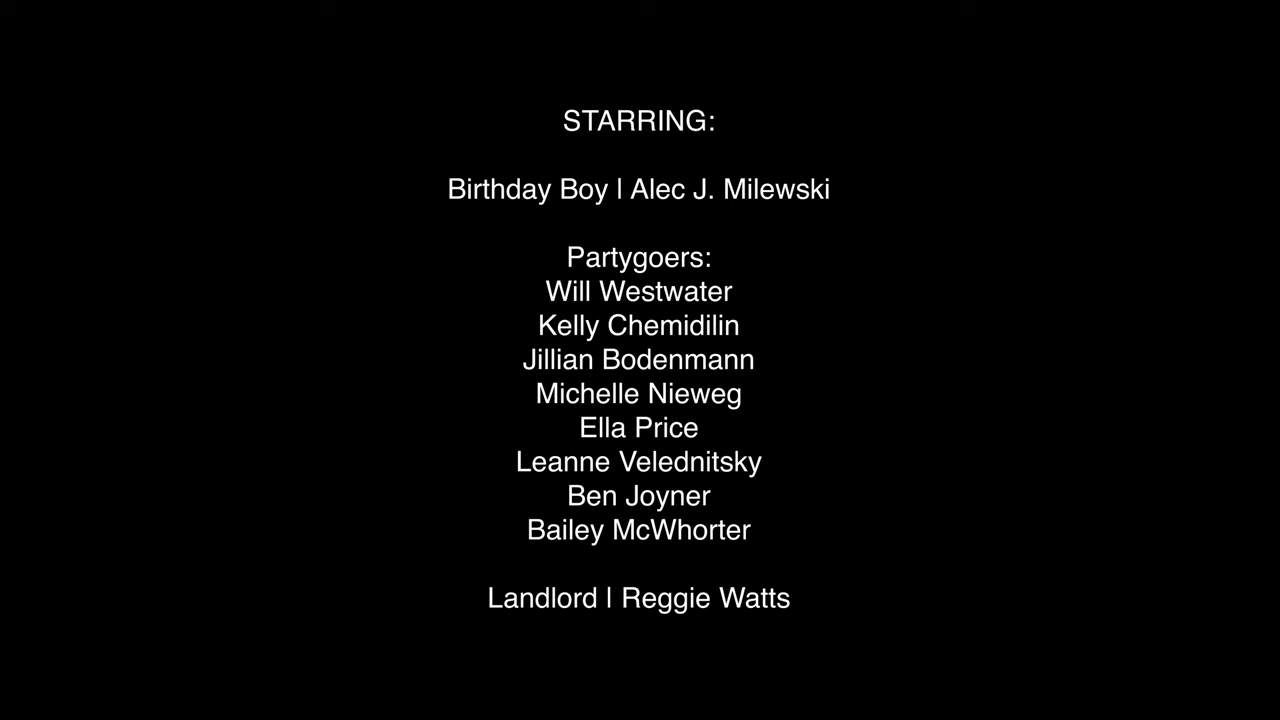 STARRING:
Birthday Boy | Alec J. Milewski
Partygoers:
Will Westwater
Kelly Chemidilin
Jillian Bodenmann
Michelle Nieweg
Ella Price
Leanne Velednitsky
Ben Joyner
Bailey McWhorter
Landlord | Reggie Watts